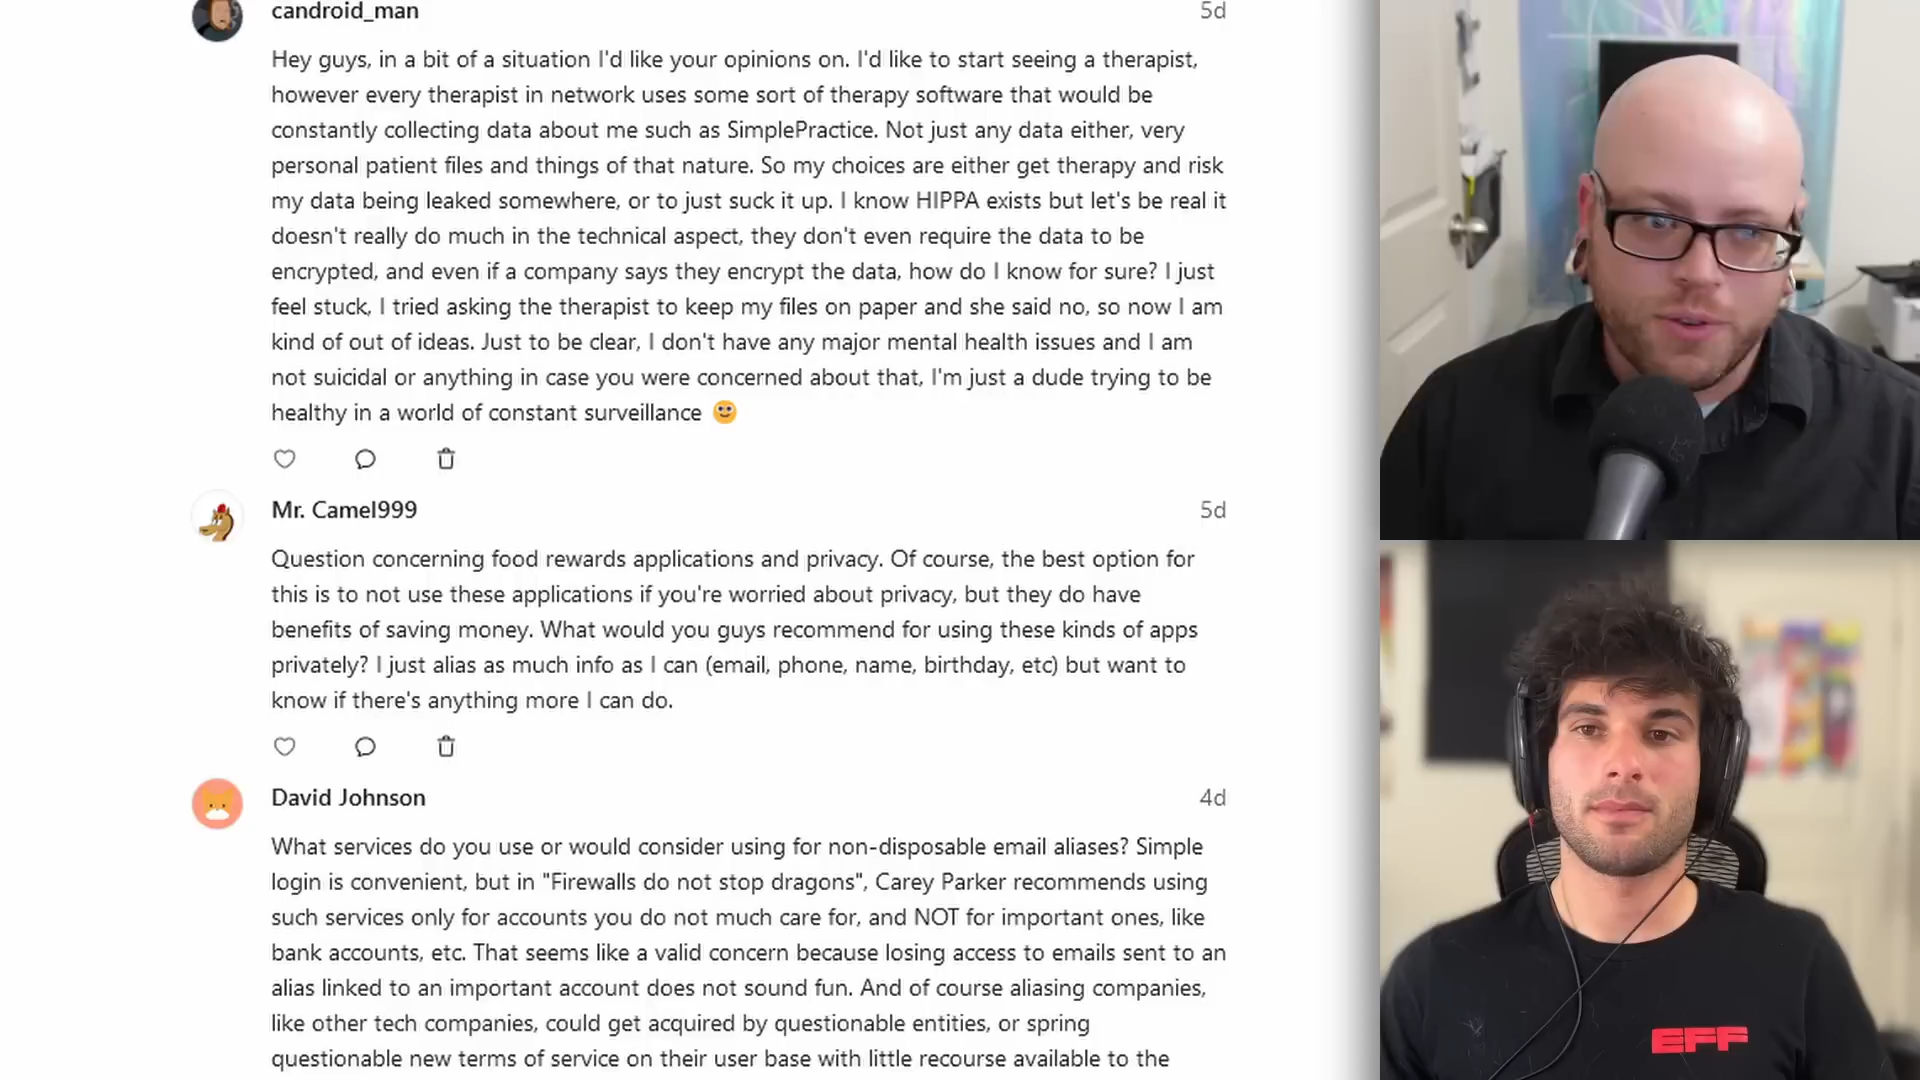 candroid_man
5d
Hey guys, in a bit of a situation I'd like your opinions on. I'd like to start seeing a therapist,
however every therapist in network uses some sort of therapy software that would be
constantly collecting data about me such as SimplePractice. Not just any data either, very
personal patient files and things of that nature. So my choices are either get therapy and risk
my data being leaked somewhere, or to just suck it up. I know HIPPA exists but let's be real it
doesn't really do much in the technical aspect, they don't even require the data to be
encrypted, and even if a company says they encrypt the data, how do I know for sure? I just
feel stuck, I tried asking the therapist to keep my files on paper and she said no, so now I am
kind of out of ideas. Just to be clear, I don't have any major mental health issues and I am
not suicidal or anything in case you were concerned about that, I'm just a dude trying to be
healthy in a world of constant surveillance 🙂
Mr. Camel999
5d
Question concerning food rewards applications and privacy. Of course, the best option for
this is to not use these applications if you're worried about privacy, but they do have
benefits of saving money. What would you guys recommend for using these kinds of apps
privately? I just alias as much info as I can (email, phone, name, birthday, etc) but want to
know if there's anything more I can do.
David Johnson
4d
What services do you use or would consider using for non-disposable email aliases? Simple
login is convenient, but in "Firewalls do not stop dragons", Carey Parker recommends using
such services only for accounts you do not much care for, and NOT for important ones, like
bank accounts, etc. That seems like a valid concern because losing access to emails sent to an
alias linked to an important account does not sound fun. And of course aliasing companies,
like other tech companies, could get acquired by questionable entities, or spring
questionable new terms of service on their user base with little recourse available to the
EFF